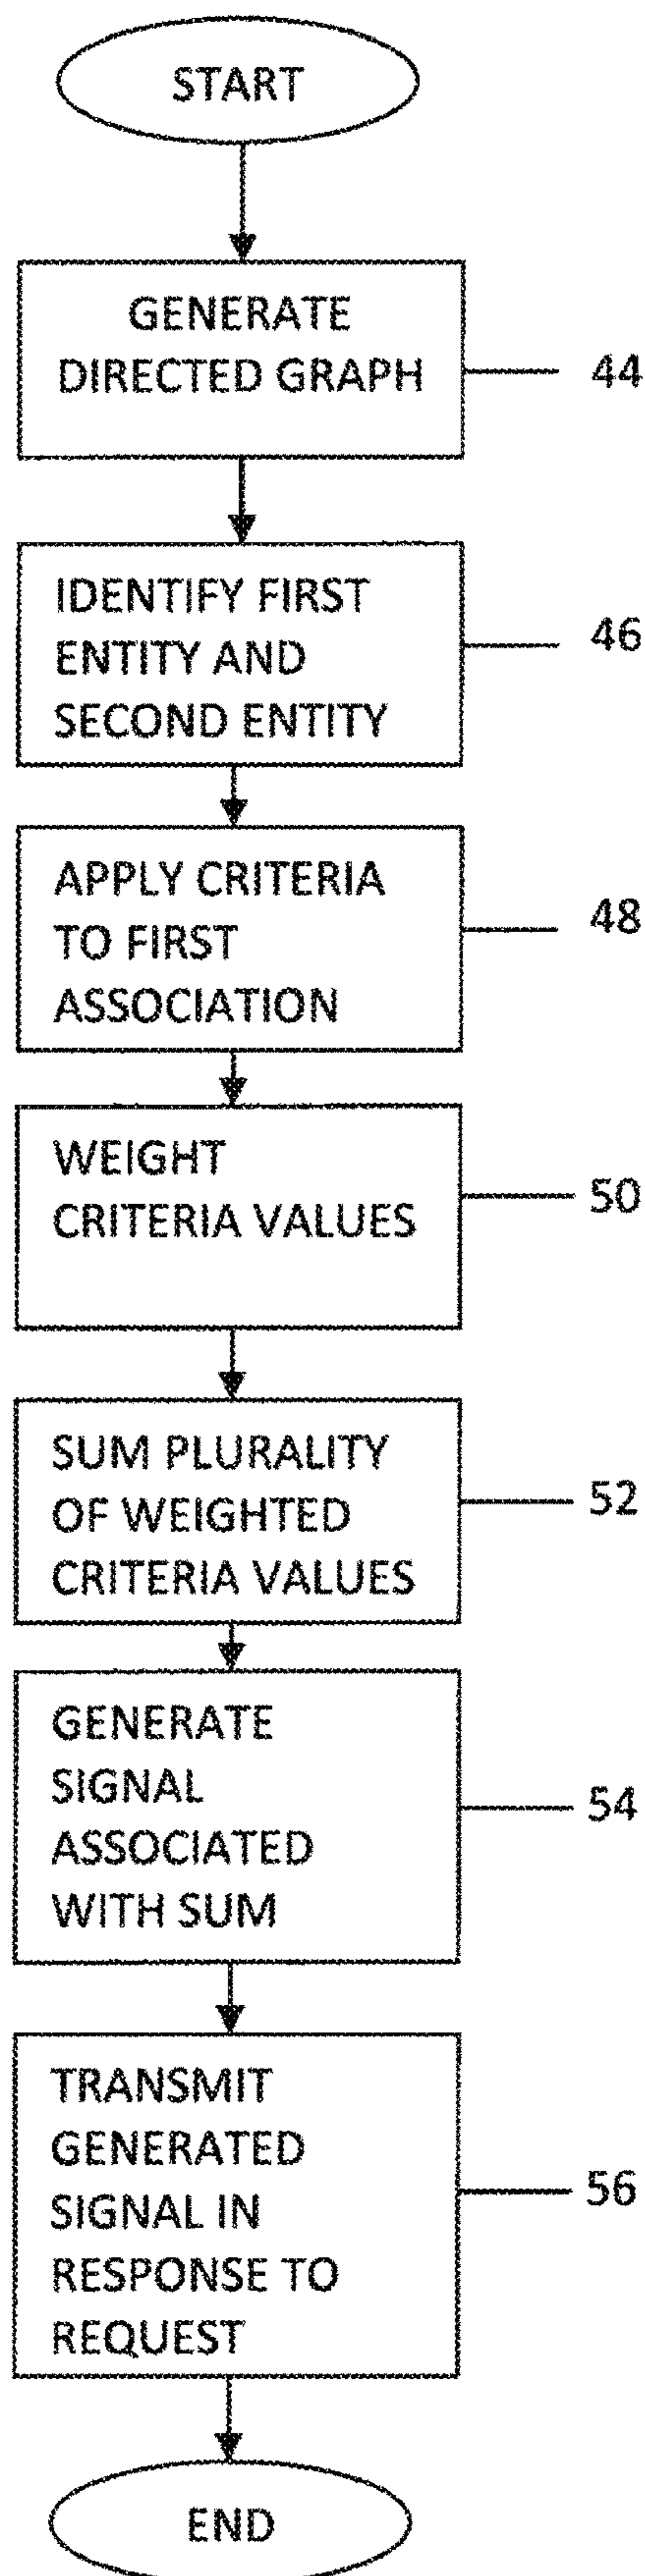 START
GENERATE
DIRECTED GRAPH
44
IDENTIFY FIRST
ENTITY AND
SECOND ENTITY
46
APPLY CRITERIA
TO FIRST
ASSOCIATION
48
WEIGHT
CRITERIA VALUES
50
SUM PLURALITY
OF WEIGHTED
CRITERIA VALUES
52
GENERATE
SIGNAL
ASSOCIATED
WITH SUM
54
TRANSMIT
GENERATED
SIGNAL IN
RESPONSE TO
REQUEST
56
END